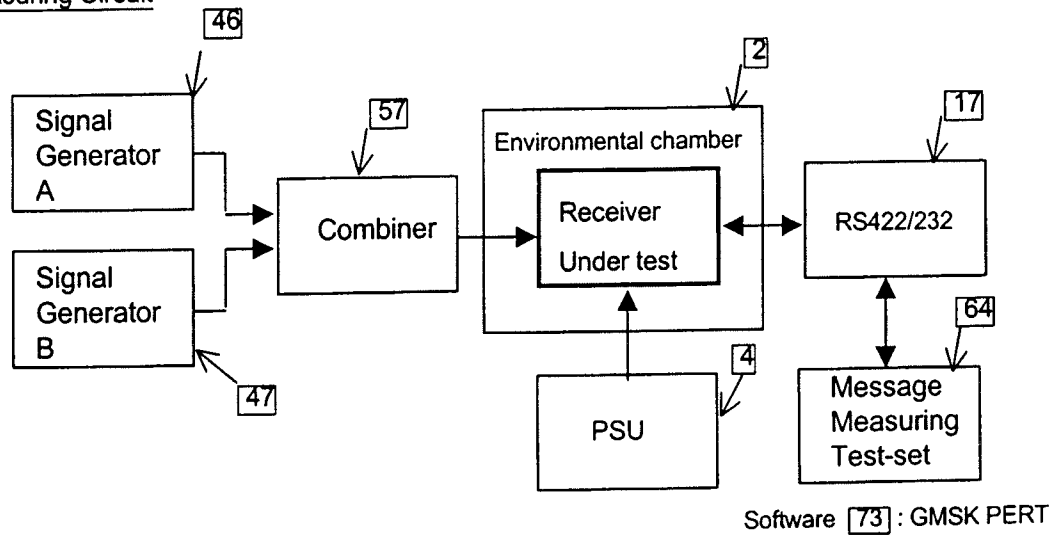 Circuit
46
Signal
Generator
A
57
Combiner
2
Environmental chamber
Receiver
Under test
17
RS422/232
Signal
Generator
B
47
4
PSU
64
Message
Measuring
Test-set
Software 73 : GMSK PERT